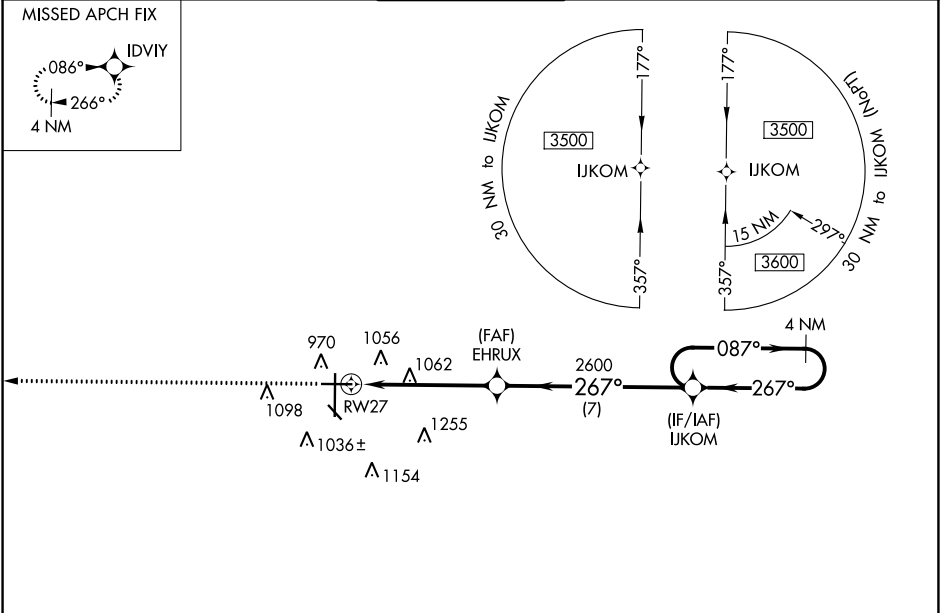 MISSED APCH FIX
IDVIY
086°
266°
4 NM
30 NM to IJKOM
177°
3500
IJKOM
357°
177°
3500
IJKOM
15 NM
297°
3600
357°
30 NM to IJKOM (NoPT)
970
1056
1062
(FAF)
EHRUX
2600
267°
(7)
087°
4 NM
267°
(IF/IAF)
IJKOM
RW27
1098
1036±
1255
1154